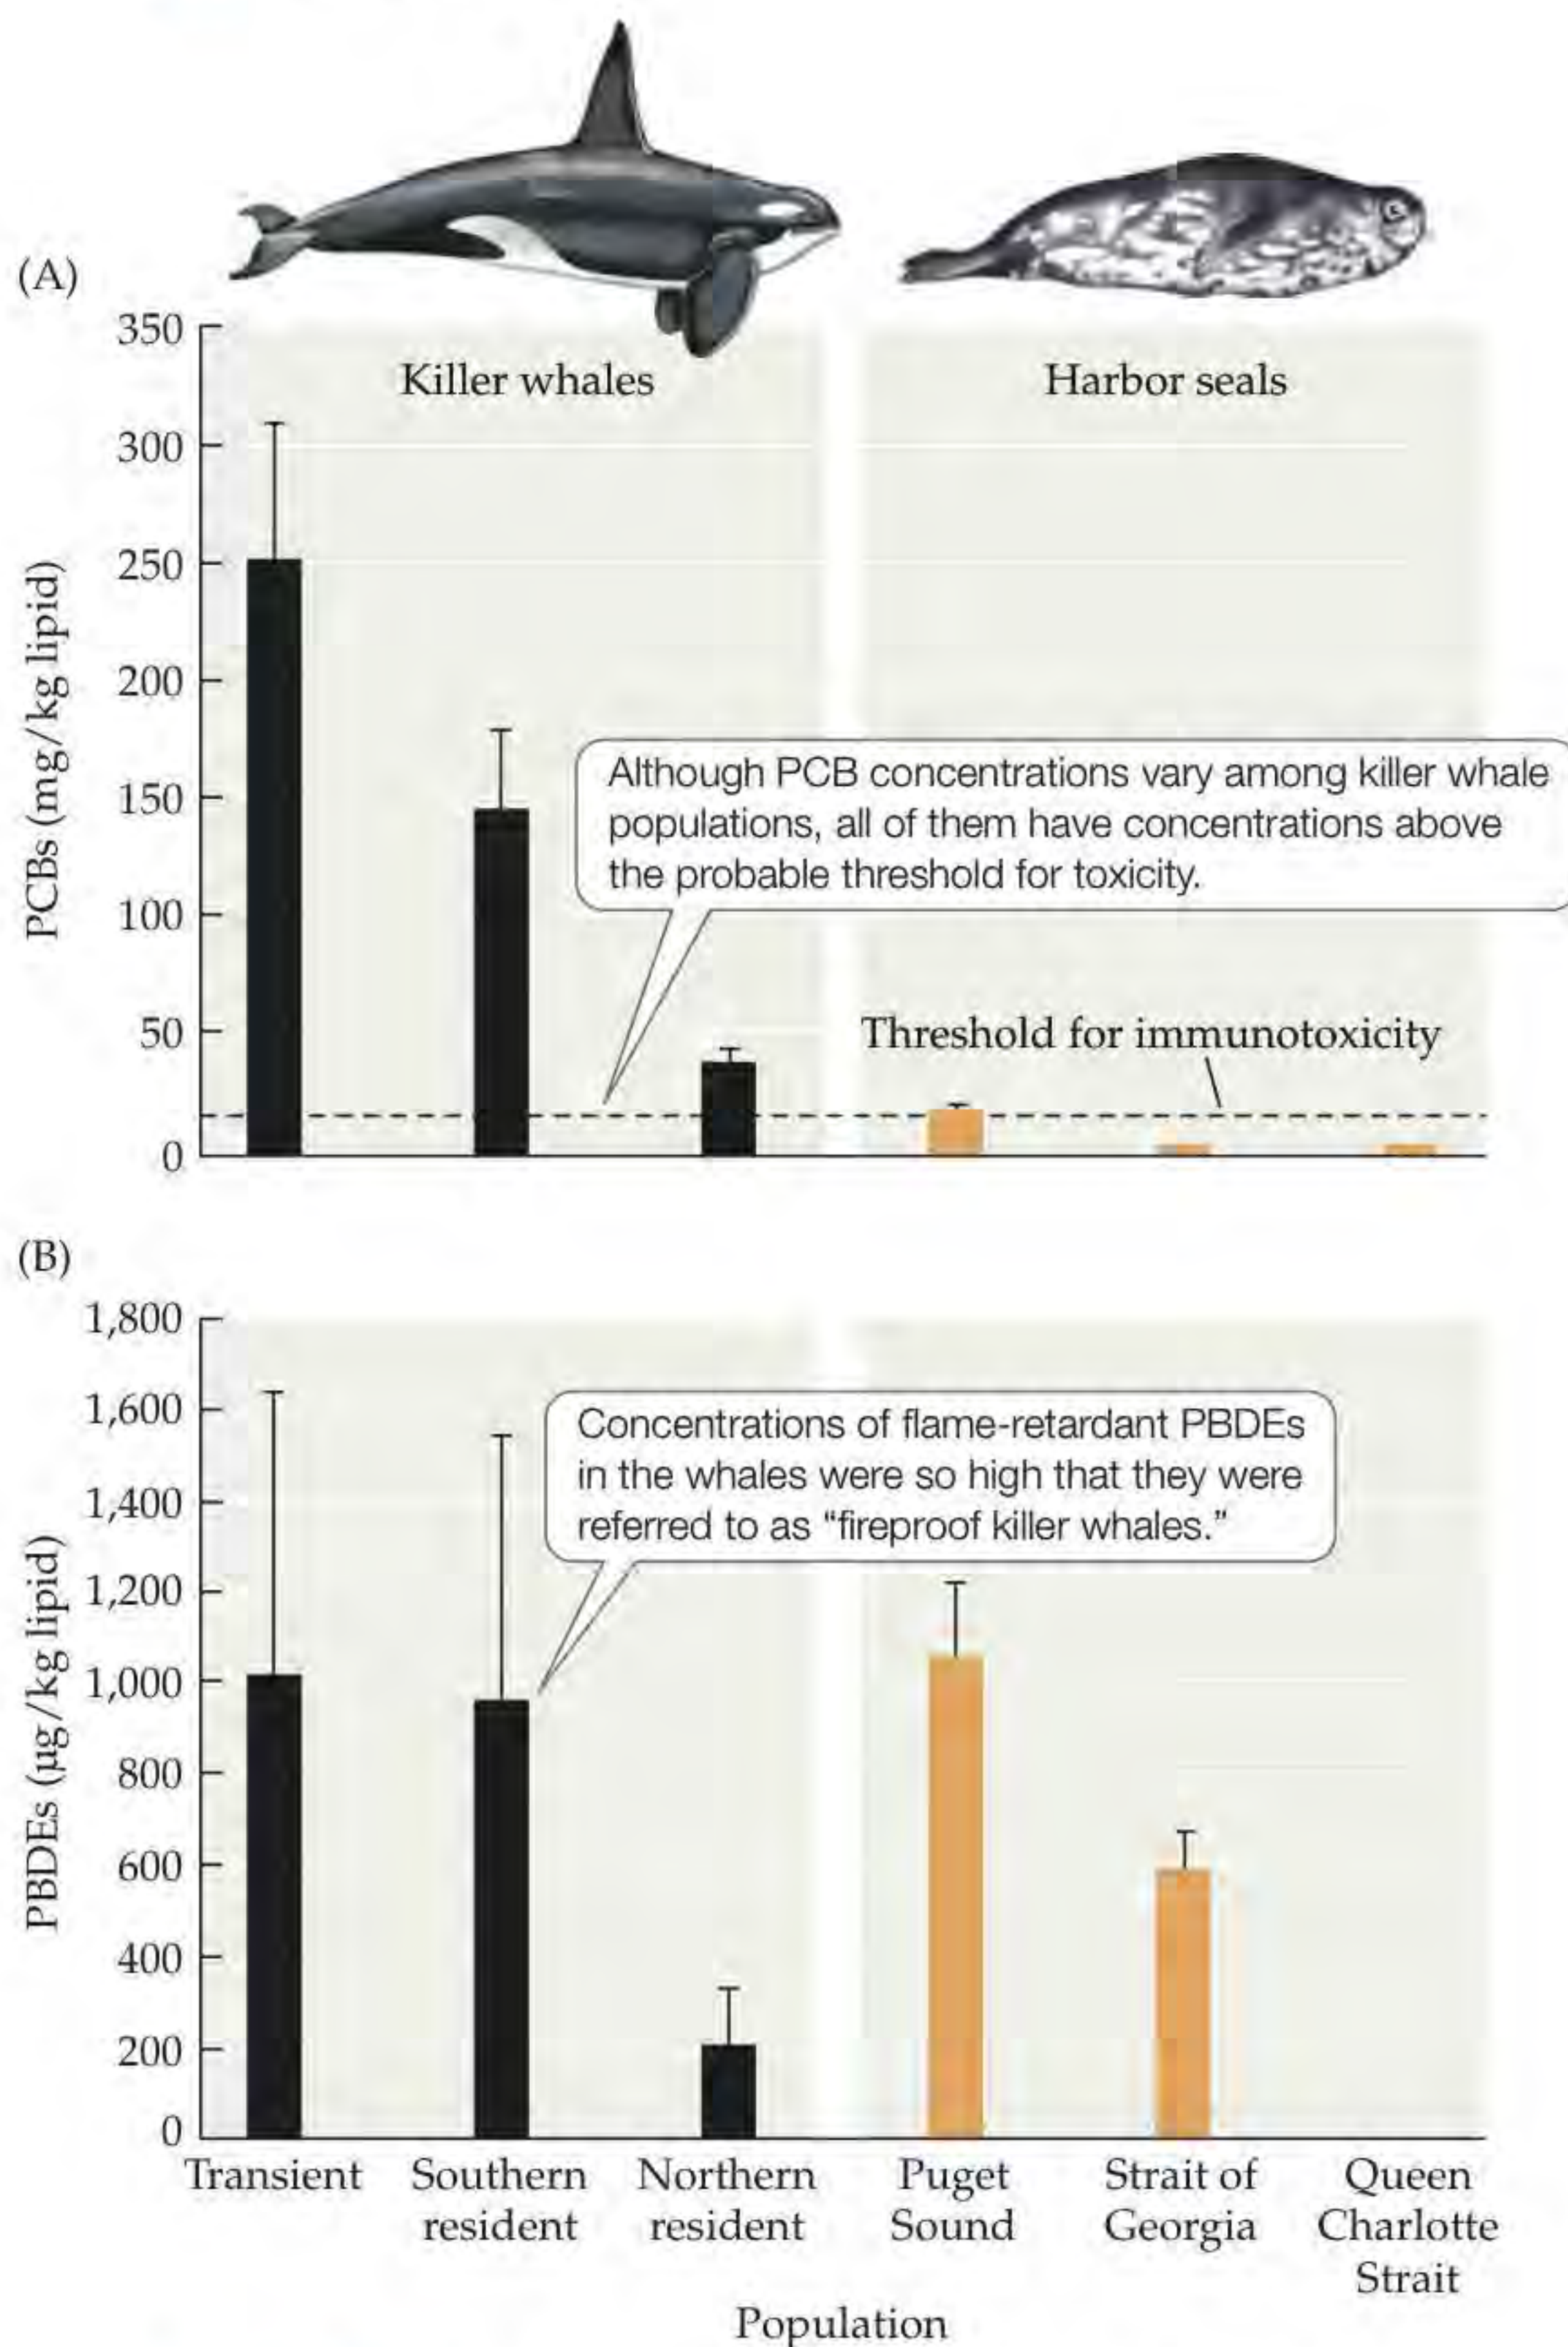 (A)
350
300
250
200
150
100
50
0
PCBs (mg/kg lipid)
Killer whales
Harbor seals
Although PCB concentrations vary among killer whale
populations, all of them have concentrations above
the probable threshold for toxicity.
Threshold for immunotoxicity
(B)
1,800
1,600
1,400
1,200
1,000
800
600
400
200
0
PBDEs (µg/kg lipid)
Concentrations of flame-retardant PBDEs
in the whales were so high that they were
referred to as “fireproof killer whales.”
Transient
Southern
resident
Northern
resident
Puget
Sound
Strait of
Georgia
Queen
Charlotte
Strait
Population